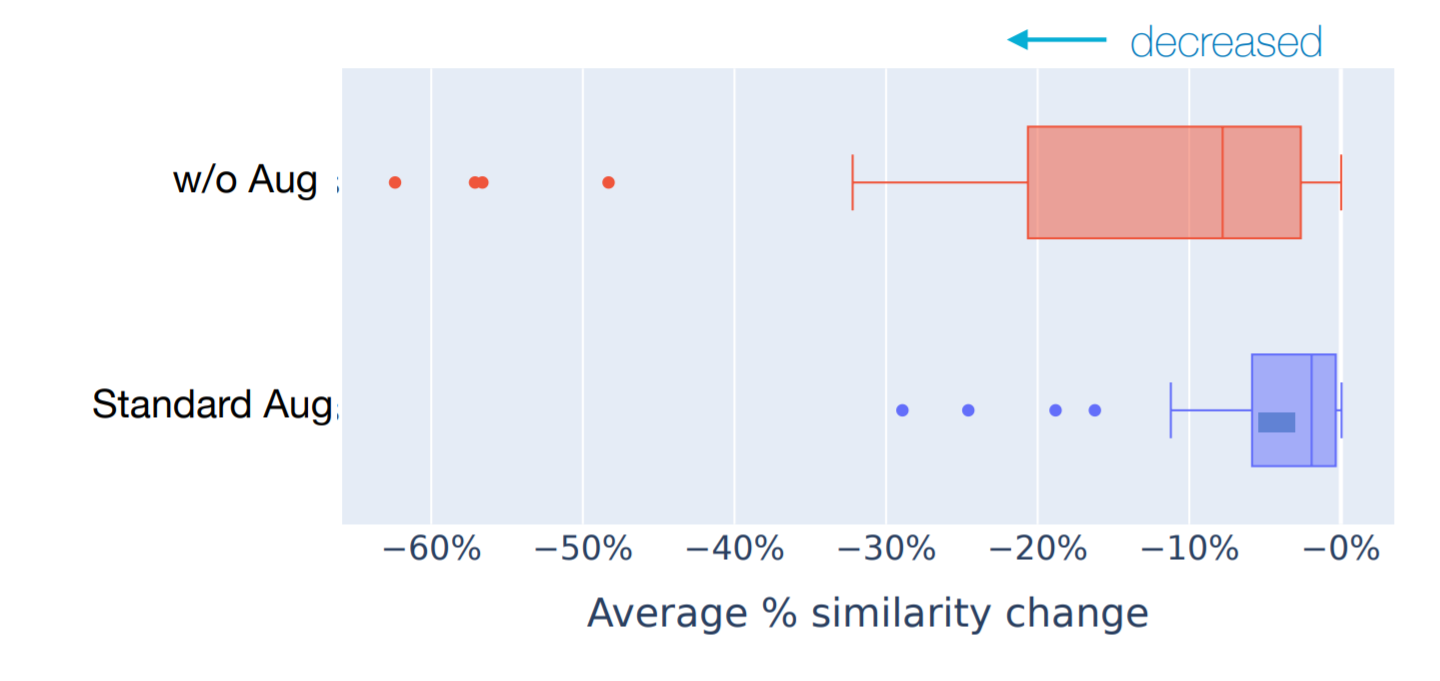 decreased
w/o Aug
Standard Aug
−60% −50% −40% −30% −20% −10% −0%
Average % similarity change